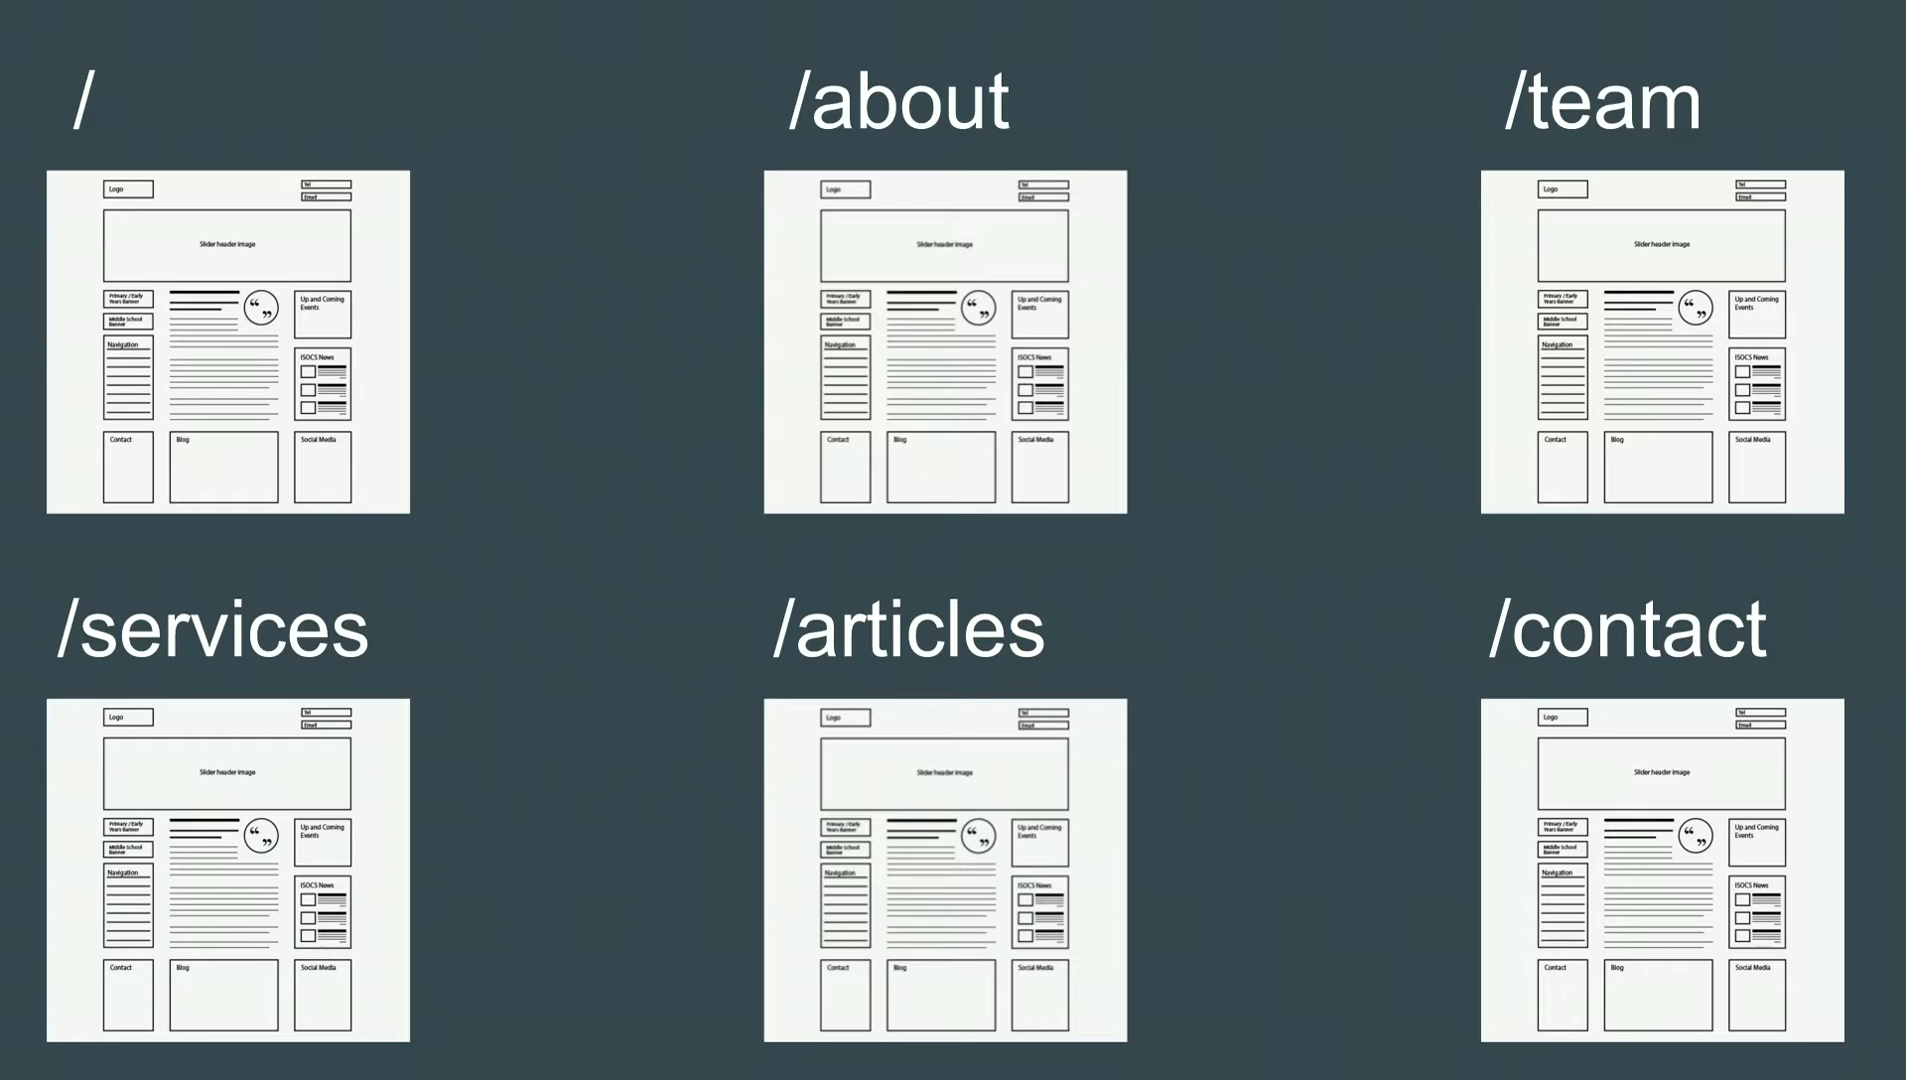 /
/about
/team
Logo
Tel
Email
Slider header image
Primary / Early
Years Banner
Middle School
Banner
Navigation
Up and Coming
Events
ISOCS News
Contact
Blog
Social Media
Logo
Tel
Email
Slider header image
Primary / Early
Years Banner
Middle School
Banner
Navigation
Up and Coming
Events
ISOCS News
Contact
Blog
Social Media
Logo
Tel
Email
Slider header image
Primary / Early
Years Banner
Middle School
Banner
Navigation
Up and Coming
Events
ISOCS News
Contact
Blog
Social Media
/services
/articles
/contact
Logo
Tel
Email
Slider header image
Primary / Early
Years Banner
Middle School
Banner
Navigation
Up and Coming
Events
ISOCS News
Contact
Blog
Social Media
Logo
Tel
Email
Slider header image
Primary / Early
Years Banner
Middle School
Banner
Navigation
Up and Coming
Events
ISOCS News
Contact
Blog
Social Media
Logo
Tel
Email
Slider header image
Primary / Early
Years Banner
Middle School
Banner
Navigation
Up and Coming
Events
ISOCS News
Contact
Blog
Social Media